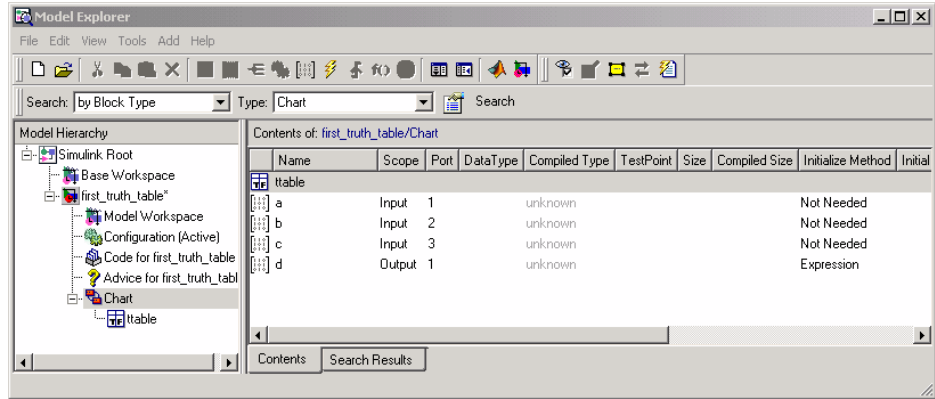 Model Explorer
File Edit View Tools Add Help
Search: by Block Type Type: Chart Search
Model Hierarchy
Simulink Root
Base Workspace
first_truth_table*
Model Workspace
Configuration (Active)
Code for first_truth_table
Advice for first_truth_tabl
Chart
ttable
Contents of: first_truth_table/Chart
Name Scope Port DataType Compiled Type TestPoint Size Compiled Size Initialize Method Initial
ttable
a Input 1 unknown Not Needed
b Input 2 unknown Not Needed
c Input 3 unknown Not Needed
d Output 1 unknown Expression
Contents Search Results